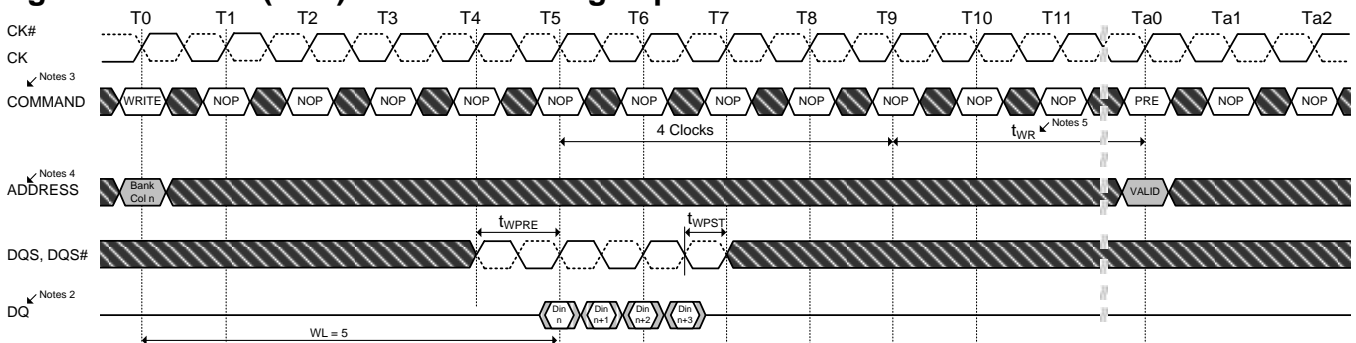 T0 T1 T2 T3 T4 T5 T6 T7 T8 T9 T10 T11 Ta0 Ta1 Ta2
CK#
CK
Notes 3
COMMAND WRITE NOP NOP NOP NOP NOP NOP NOP NOP NOP NOP NOP PRE NOP NOP
4 Clocks tWR Notes 5
Notes 4
ADDRESS Bank Col n VALID
tWPRE tWPST
DQS, DQS#
Notes 2
DQ Din n Din n+1 Din n+2 Din n+3
WL = 5